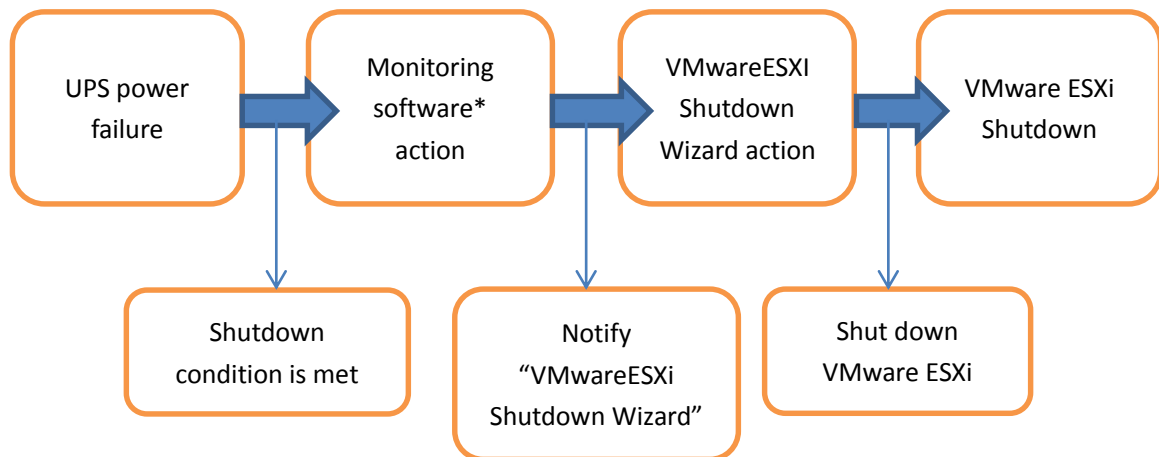 UPS power
failure
Monitoring
software*
action
VMwareESXI
Shutdown
Wizard action
VMware ESXi
Shutdown
Shutdown
condition is met
Notify
“VMwareESXi
Shutdown Wizard”
Shut down
VMware ESXi